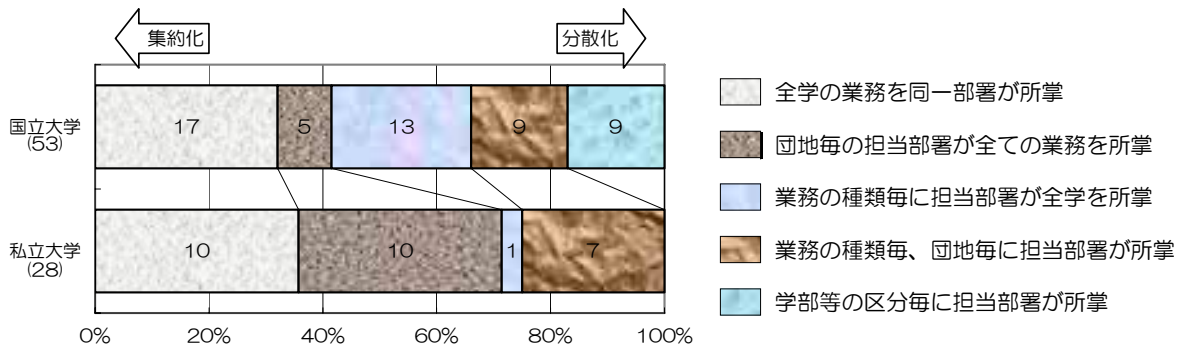 集約化
分散化
国立大学
(53)
17
5
13
9
9
私立大学
(28)
10
10
1
7
0%
20%
40%
60%
80%
100%
全学の業務を同一部署が所掌
団地毎の担当部署が全ての業務を所掌
業務の種類毎に担当部署が全学を所掌
業務の種類毎、団地毎に担当部署が所掌
学部等の区分毎に担当部署が所掌